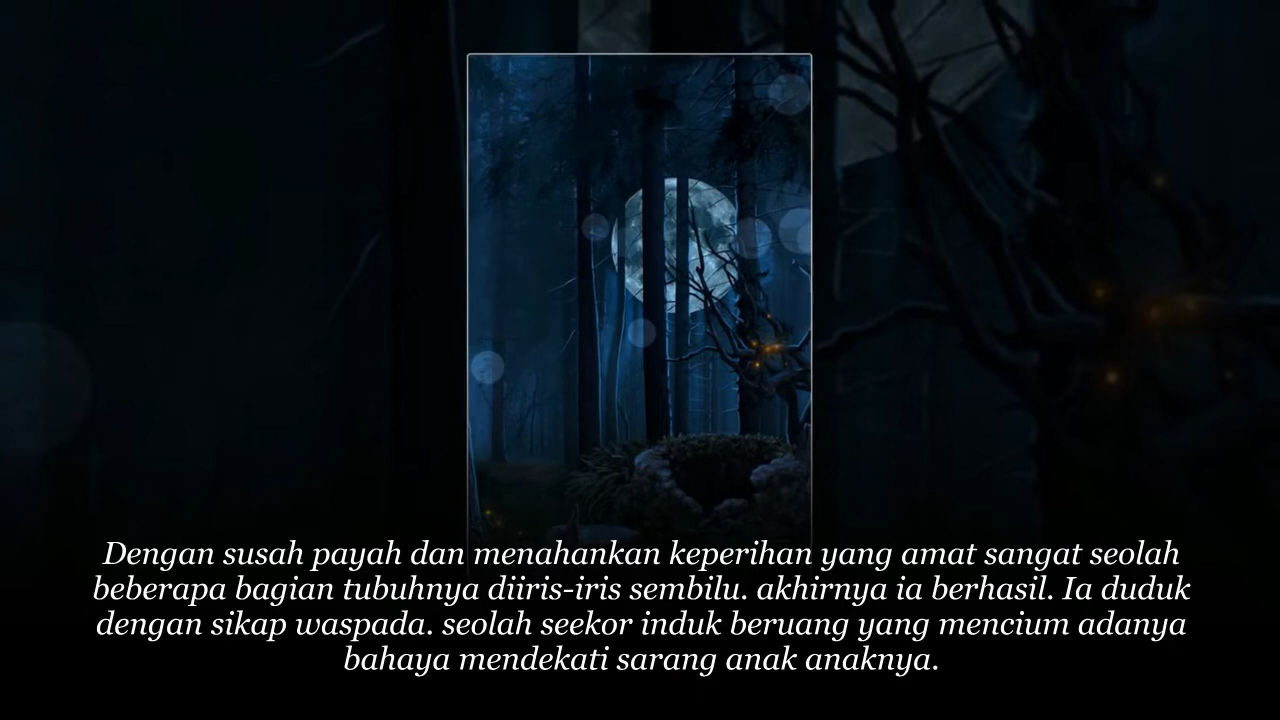 Dengan susah payah dan menahankan keperihan yang amat sangat seolah
beberapa bagian tubuhnya diiris-iris sembilu. akhirnya ia berhasil. Ia duduk
dengan sikap waspada. seolah seekor induk beruang yang mencium adanya
bahaya mendekati sarang anak anaknya.